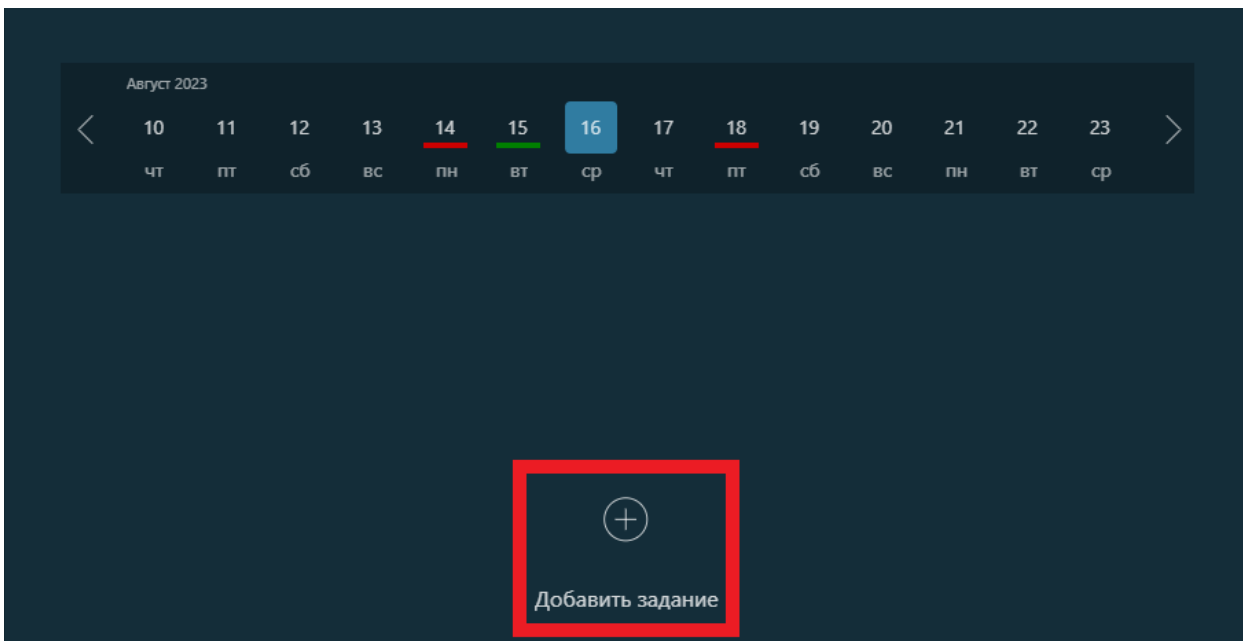 Август 2023
10 11 12 13 14 15 16 17 18 19 20 21 22 23
чт пт сб вс пн вт ср чт пт сб вс пн вт ср
Добавить задание